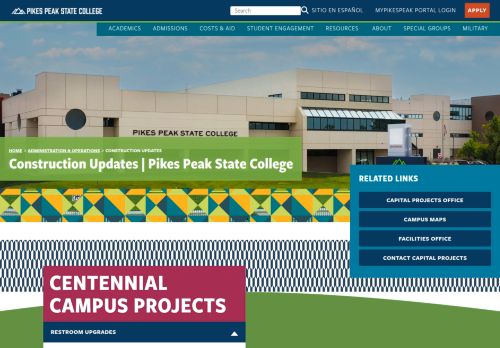 PIKES PEAK STATE COLLEGE
Search
SITIO EN ESPAÑOL
MYPIKESPEAK PORTAL LOGIN
APPLY
ACADEMICS ADMISSIONS COSTS & AID STUDENT ENGAGEMENT RESOURCES ABOUT SPECIAL GROUPS MILITARY
PIKES PEAK STATE COLLEGE
HOME > ADMINISTRATION & OPERATIONS > CONSTRUCTION UPDATES
Construction Updates | Pikes Peak State College
RELATED LINKS
CAPITAL PROJECTS OFFICE
CAMPUS MAPS
FACILITIES OFFICE
CONTACT CAPITAL PROJECTS
CENTENNIAL
CAMPUS PROJECTS
RESTROOM UPGRADES